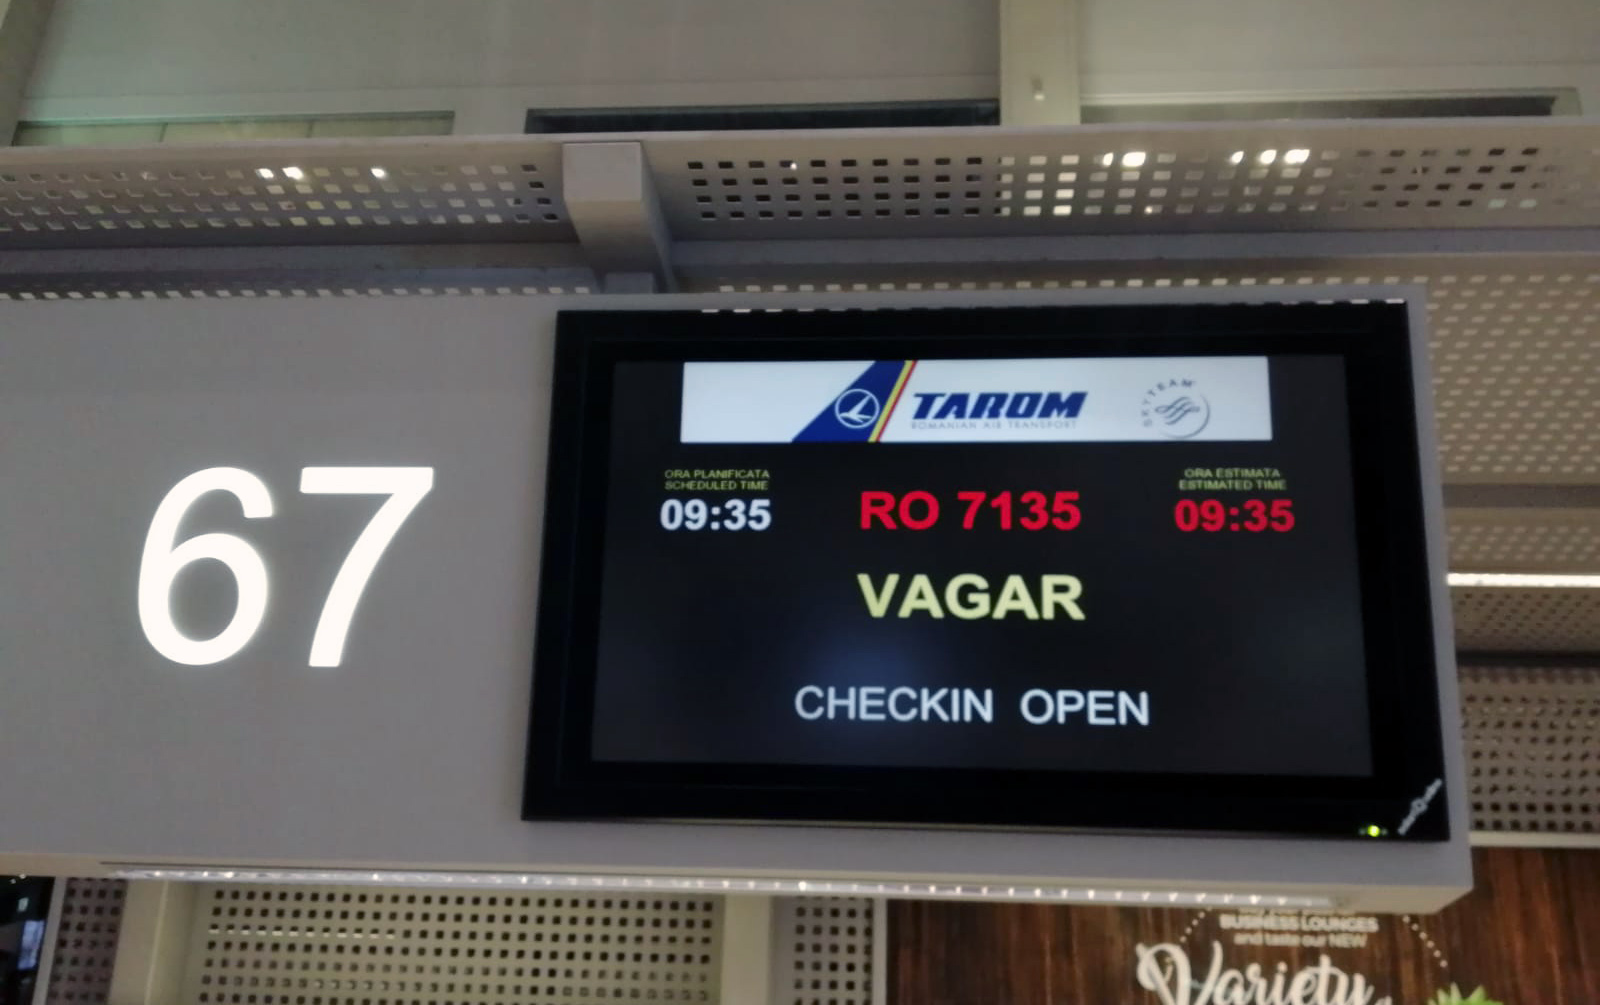 67
TAROM
ROMANIAN AIR TRANSPORT
SKYTEAM
ORA PLANIFICATA
SCHEDULED TIME
09:35
RO 7135
ORA ESTIMATA
ESTIMATED TIME
09:35
VAGAR
CHECKIN OPEN
BUSINESS LOUNGES
and taste our NEW
Variety